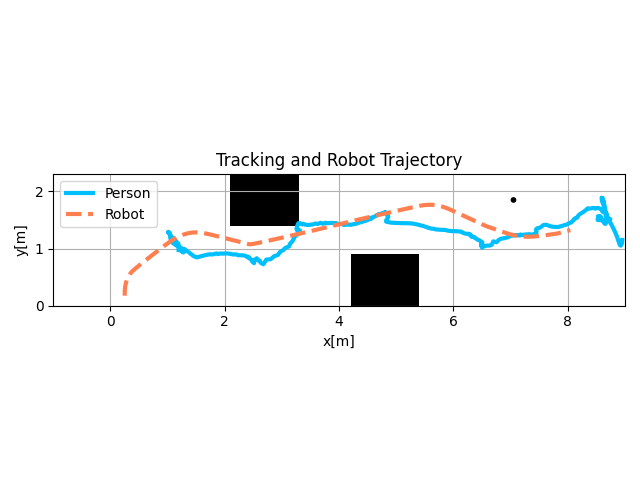 Tracking and Robot Trajectory
Person
Robot
2
1
0
y[m]
0 2 4 6 8
x[m]